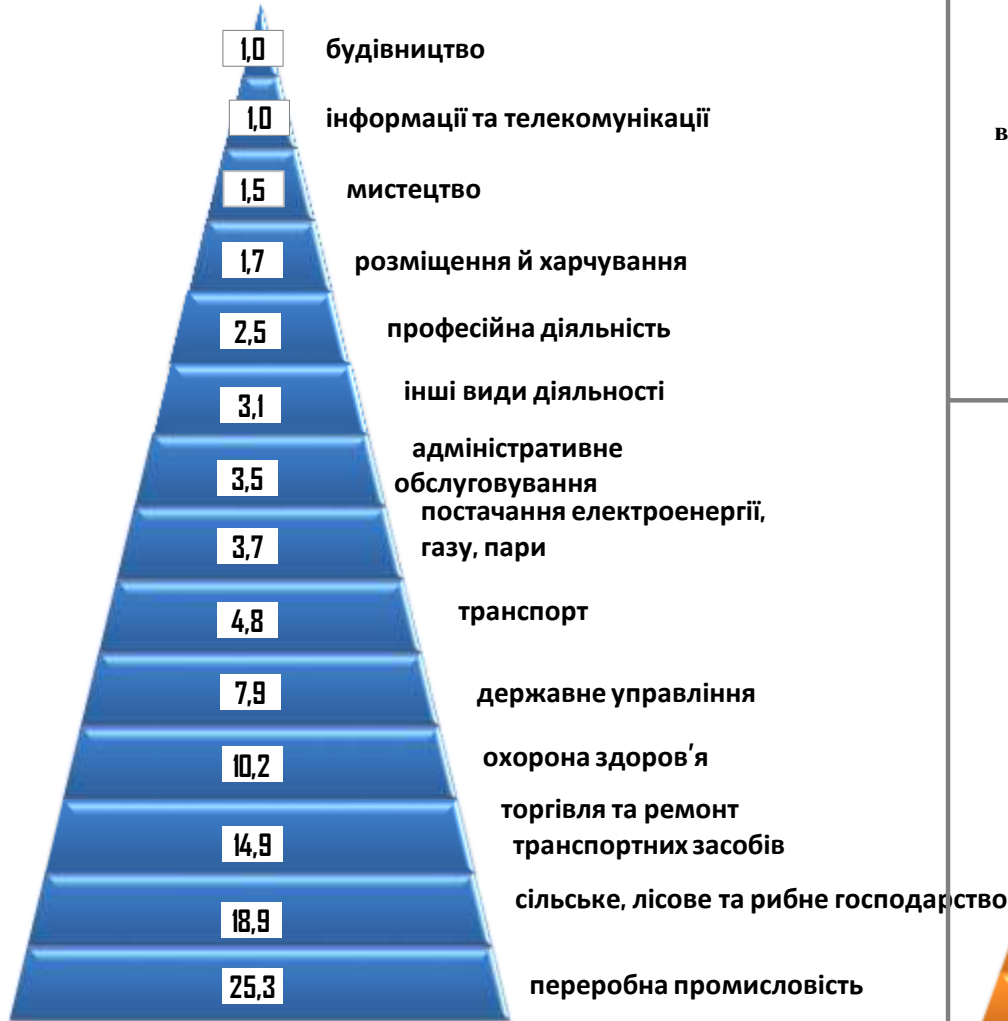 1,0 будівництво
1,0 інформації та телекомунікації
в
1,5 мистецтво
1,7 розміщення й харчування
2,5 професійна діяльність
3,1 інші види діяльності
3,5 адміністративне
обслуговування
3,7 постачання електроенергії,
газу, пари
4,8 транспорт
7,9 державне управління
10,2 охорона здоров'я
14,9 торгівля та ремонт
транспортних засобів
18,9 сільське, лісове та рибне господарство
25,3 переробна промисловість